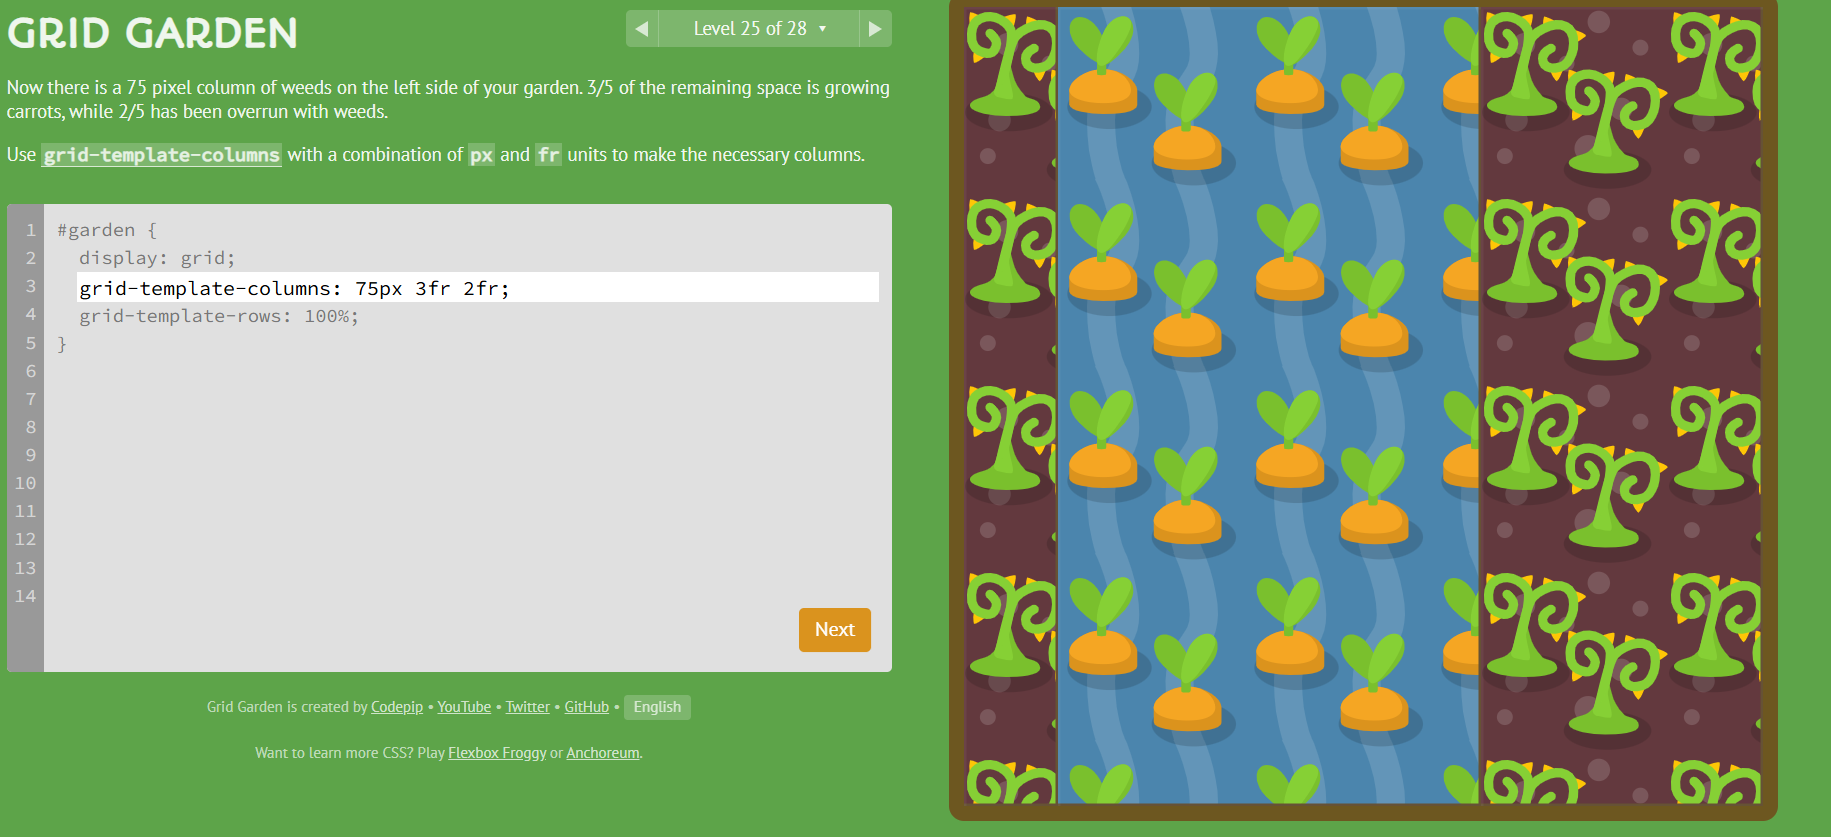 GRID GARDEN
Level 25 of 28
Now there is a 75 pixel column of weeds on the left side of your garden. 3/5 of the remaining space is growing
carrots, while 2/5 has been overrun with weeds.
Use grid-template-columns with a combination of px and fr units to make the necessary columns.
1 #garden {
2 display: grid;
3 grid-template-columns: 75px 3fr 2fr;
4 grid-template-rows: 100%;
5 }
6
7
8
9
10
11
12
13
14
Next
Grid Garden is created by Codepip • YouTube • Twitter • GitHub • English
Want to learn more CSS? Play Flexbox Froggy or Anchoreum.